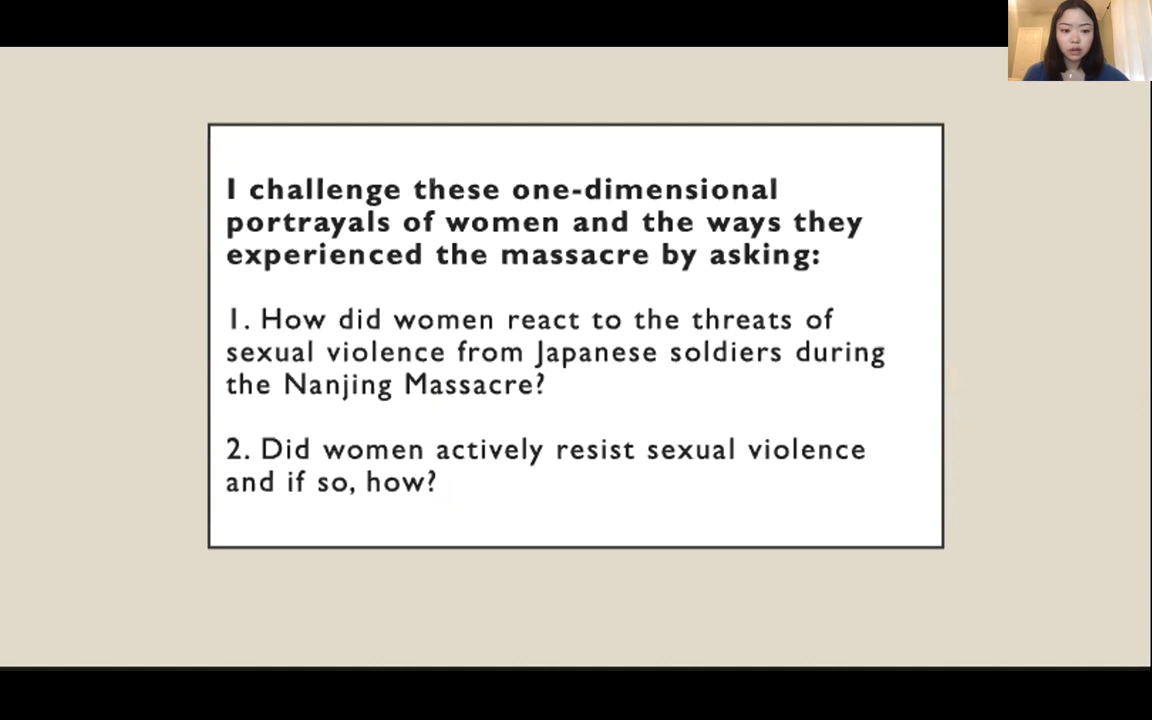 I challenge these one-dimensional
portrayals of women and the ways they
experienced the massacre by asking:
1. How did women react to the threats of
sexual violence from Japanese soldiers during
the Nanjing Massacre?
2. Did women actively resist sexual violence
and if so, how?